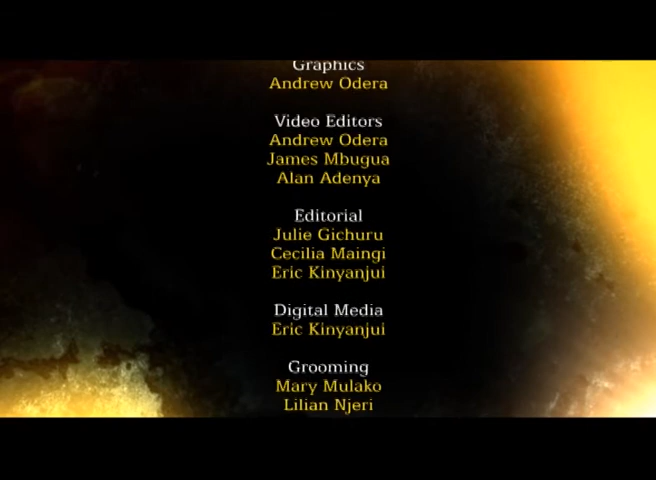 Graphics
Andrew Odera
Video Editors
Andrew Odera
James Mbugua
Alan Adenya
Editorial
Julie Gichuru
Cecilia Maingi
Eric Kinyanjui
Digital Media
Eric Kinyanjui
Grooming
Mary Mulako
Lilian Njeri